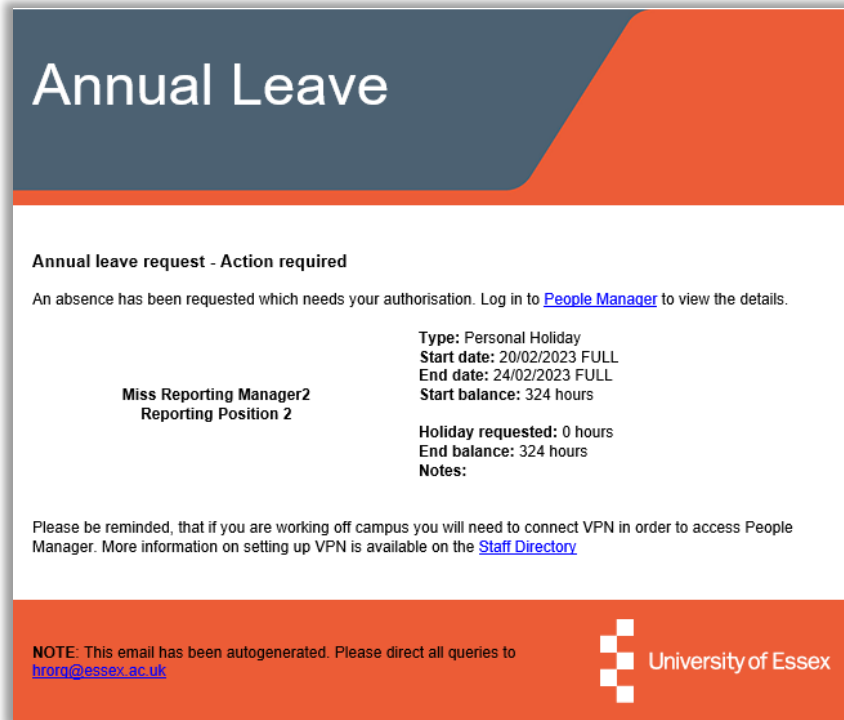 Annual Leave
Annual leave request - Action required
An absence has been requested which needs your authorisation. Log in to People Manager to view the details.
Miss Reporting Manager2
Reporting Position 2
Type: Personal Holiday
Start date: 20/02/2023 FULL
End date: 24/02/2023 FULL
Start balance: 324 hours
Holiday requested: 0 hours
End balance: 324 hours
Notes:
Please be reminded, that if you are working off campus you will need to connect VPN in order to access People
Manager. More information on setting up VPN is available on the Staff Directory
NOTE: This email has been autogenerated. Please direct all queries to
hrorg@essex.ac.uk
University of Essex